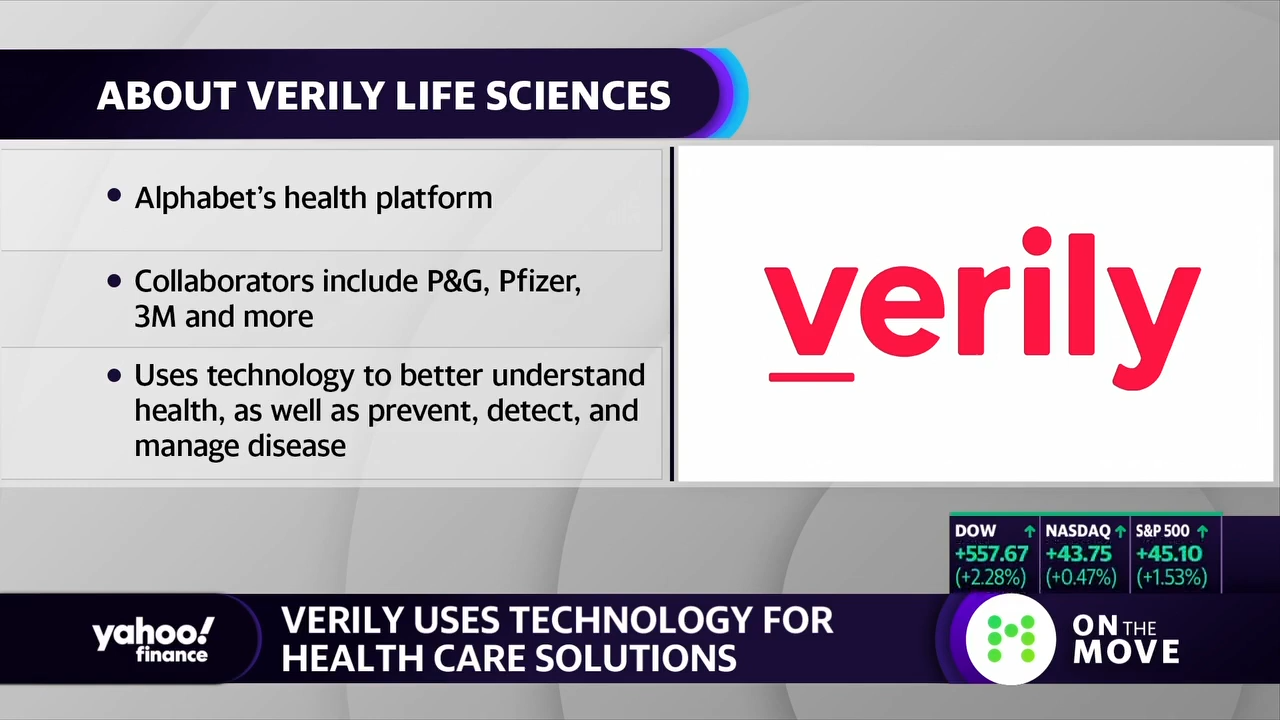 ABOUT VERILY LIFE SCIENCES
• Alphabet's health platform
• Collaborators include P&G, Pfizer,
3M and more
• Uses technology to better understand
health, as well as prevent, detect, and
manage disease
verily
DOW ↑ NASDAQ ↑ S&P 500 ↑
+557.67 +43.75 +45.10
(+2.28%) (+0.47%) (+1.53%)
yahoo!
finance
VERILY USES TECHNOLOGY FOR
HEALTH CARE SOLUTIONS
ON THE
MOVE